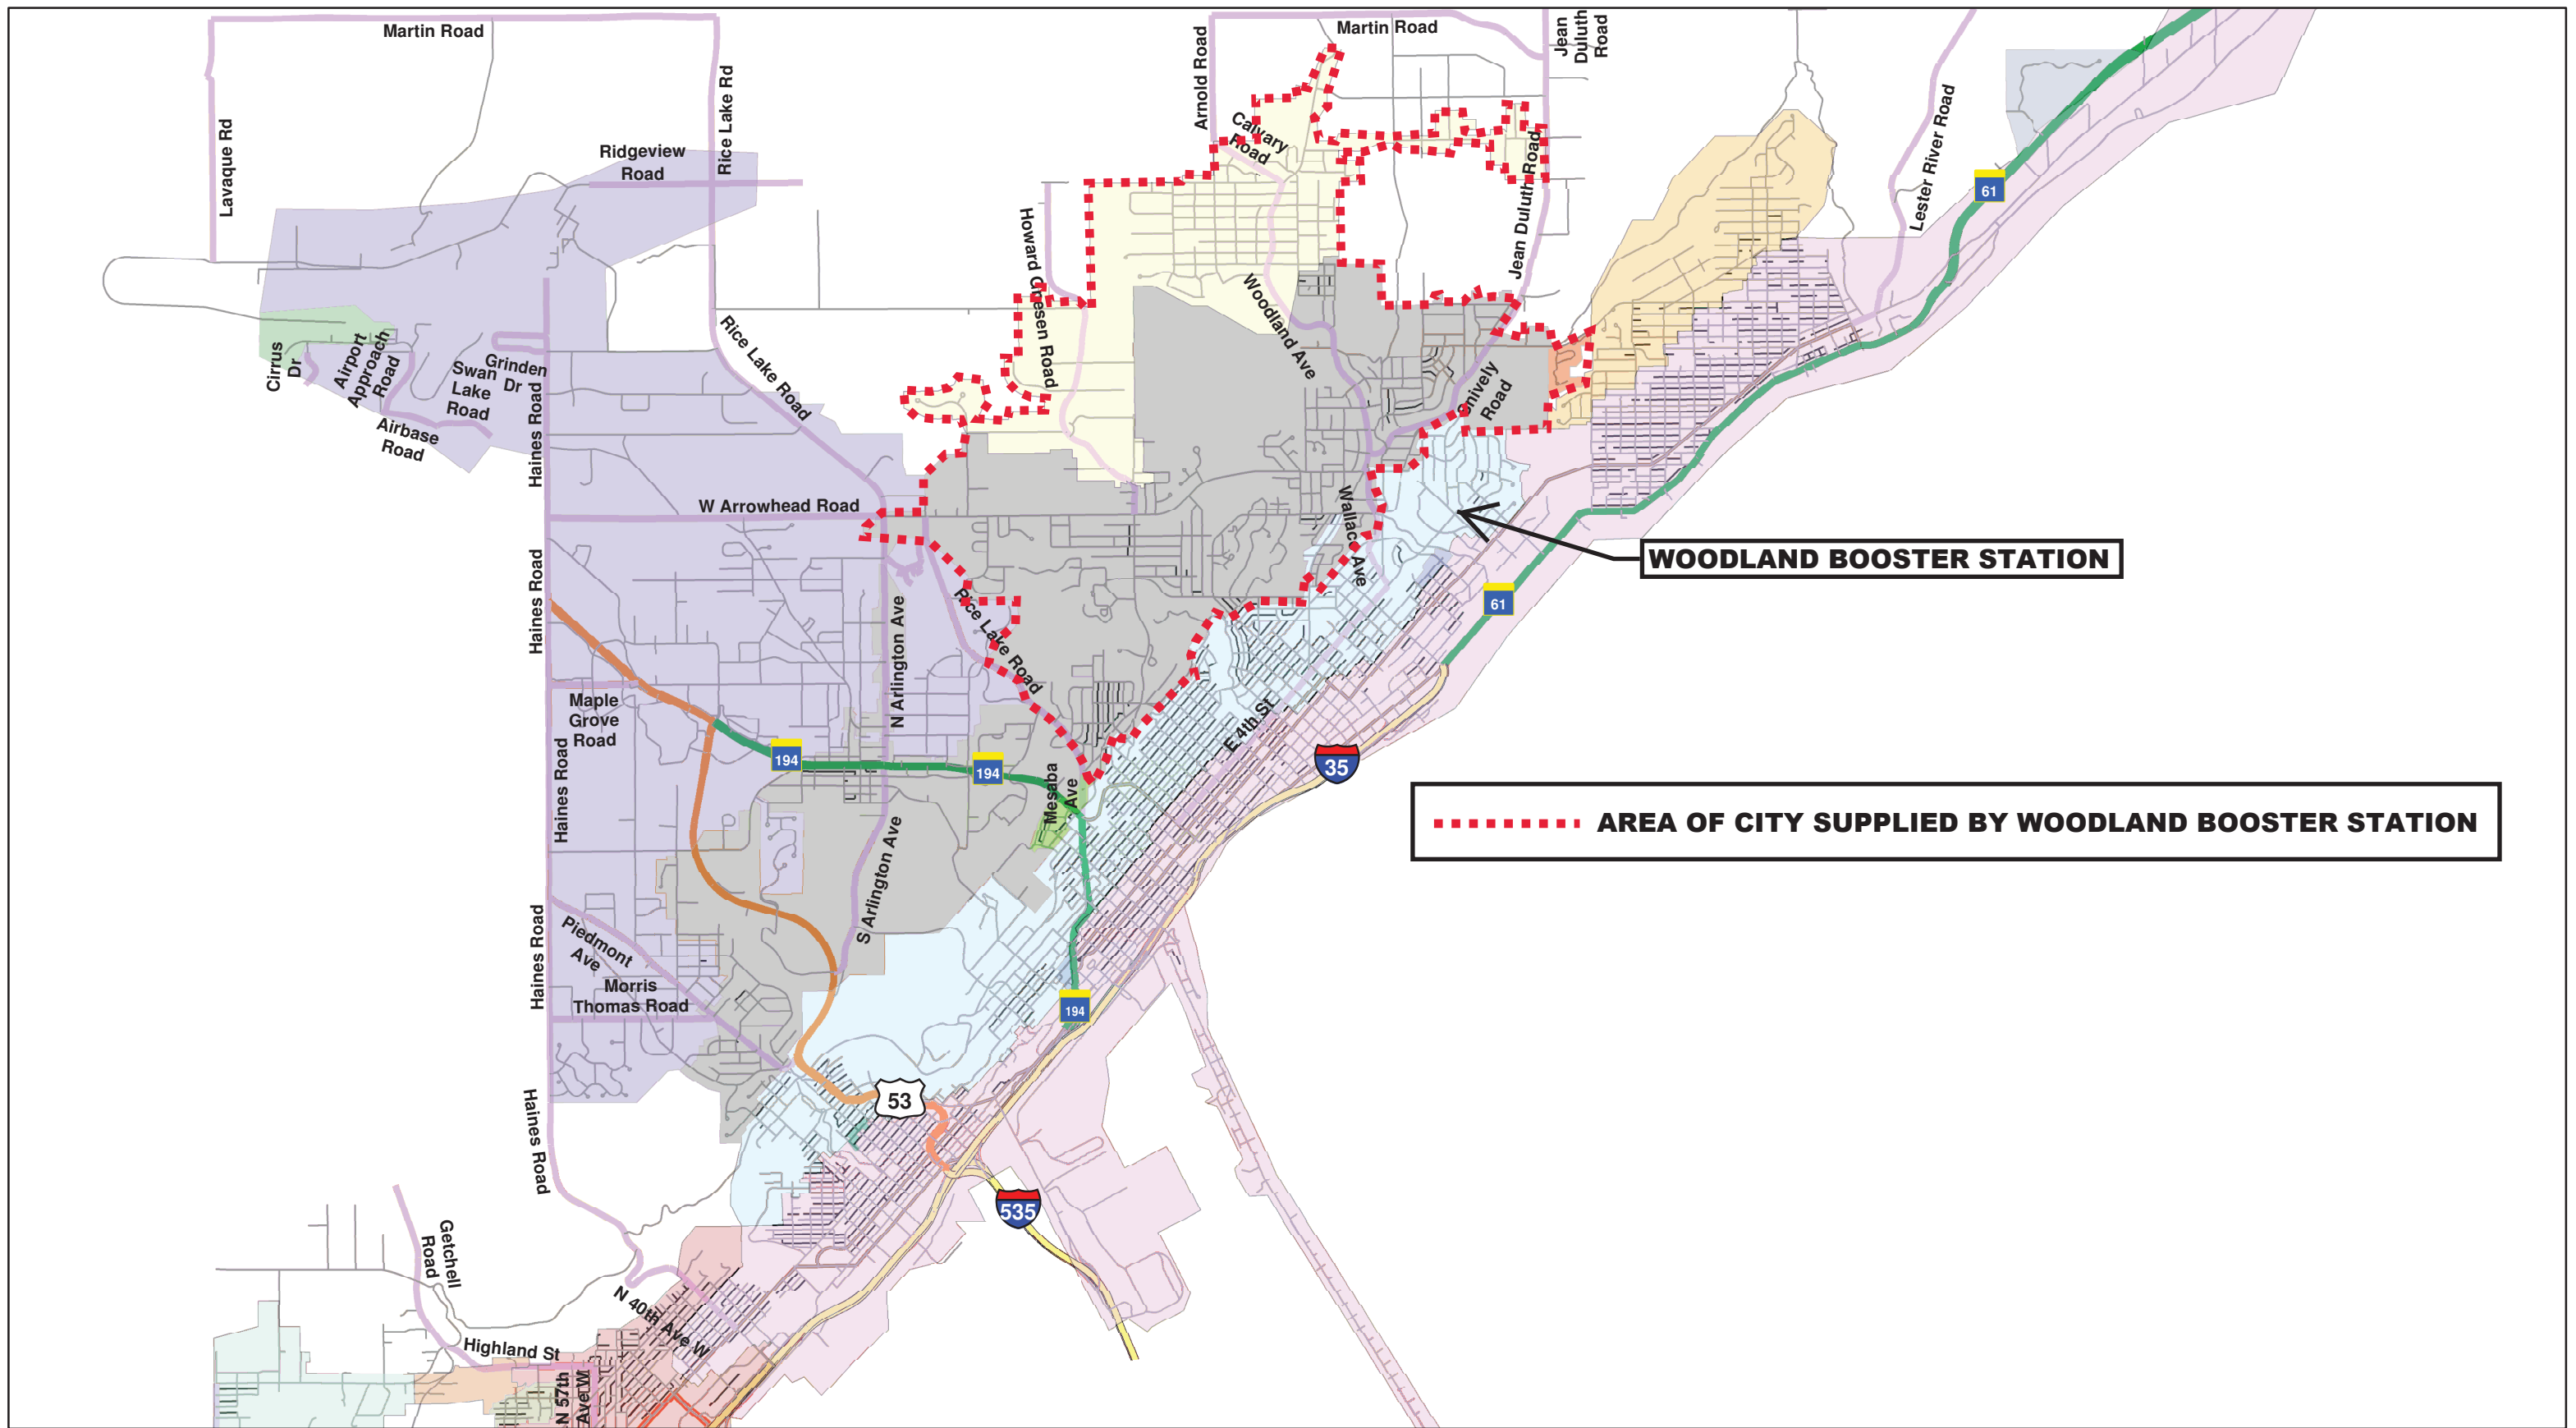 Martin Road
Martin Road
Jean
Duluth
Road
Arnold Road
Rice Lake Rd
Lavaque Rd
Ridgeview
Road
Calvary
Road
Lester River Road
61
Jean Duluth Road
Howard Gnesen Road
Woodland Ave
Rice Lake Road
Cirrus
Dr
Airport
Approach
Road
Swan
Lake
Road
Grinden
Dr
Haines Road
Airbase
Road
Snively
Road
W Arrowhead Road
Wallace Ave
WOODLAND BOOSTER STATION
61
Haines Road
N Arlington Ave
Rice Lake Road
Maple
Grove
Road
E 4th St
194
194
35
Mesaba
Ave
Haines Road
AREA OF CITY SUPPLIED BY WOODLAND BOOSTER STATION
S Arlington Ave
Haines Road
Piedmont
Ave
Morris
Thomas Road
194
53
Haines Road
535
Getchell
Road
N 40th Ave W
Highland St
N 57th
Ave W